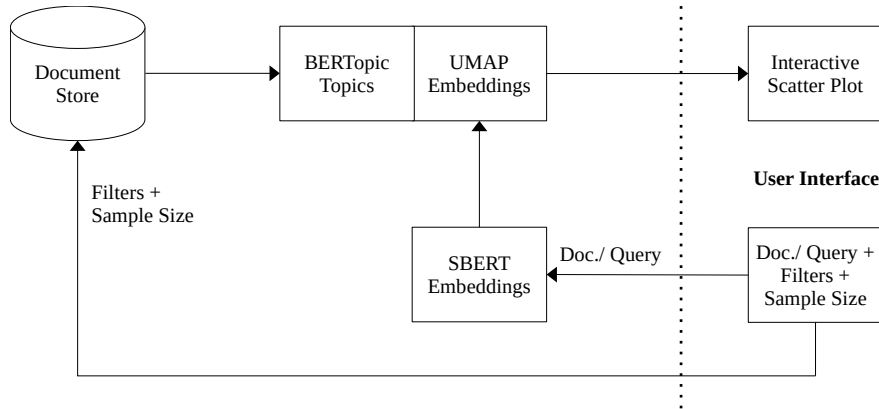 Document
Store
BERTopic
Topics
UMAP
Embeddings
Interactive
Scatter Plot
Filters +
Sample Size
User Interface
SBERT
Embeddings
Doc./ Query
Doc./ Query +
Filters +
Sample Size